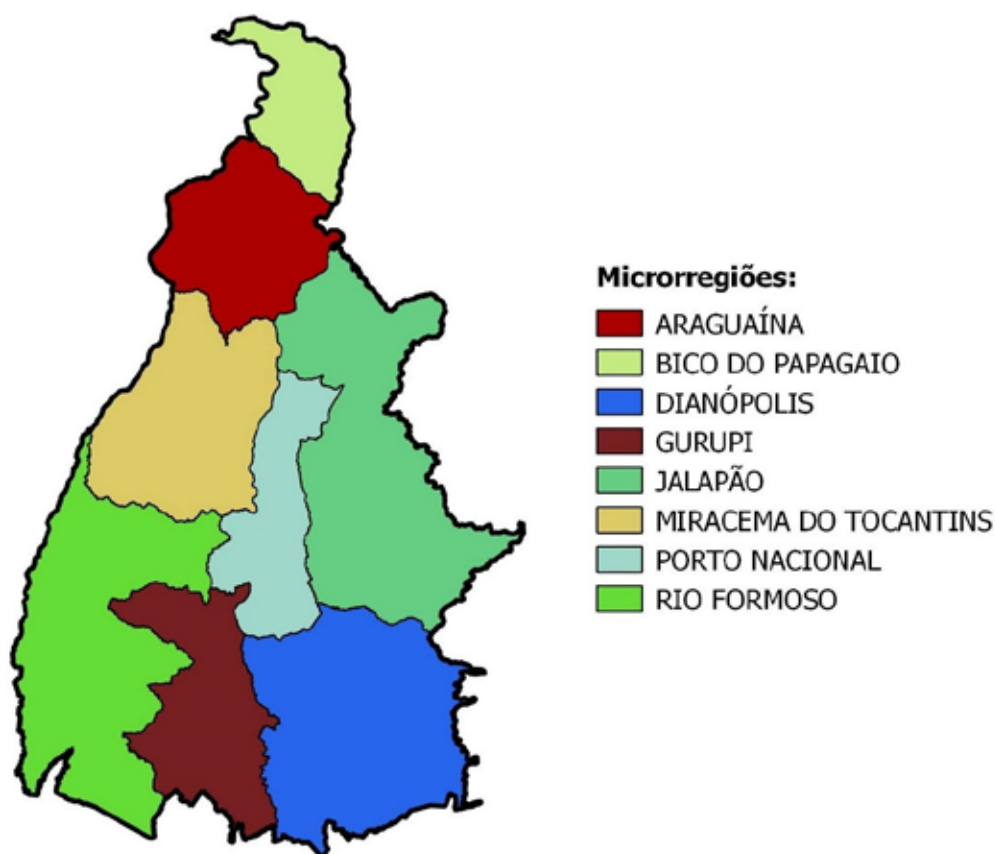 Microrregiões:
ARAGUAÍNA
BICO DO PAPAGAIO
DIANÓPOLIS
GURUPI
JALAPÃO
MIRACEMA DO TOCANTINS
PORTO NACIONAL
RIO FORMOSO